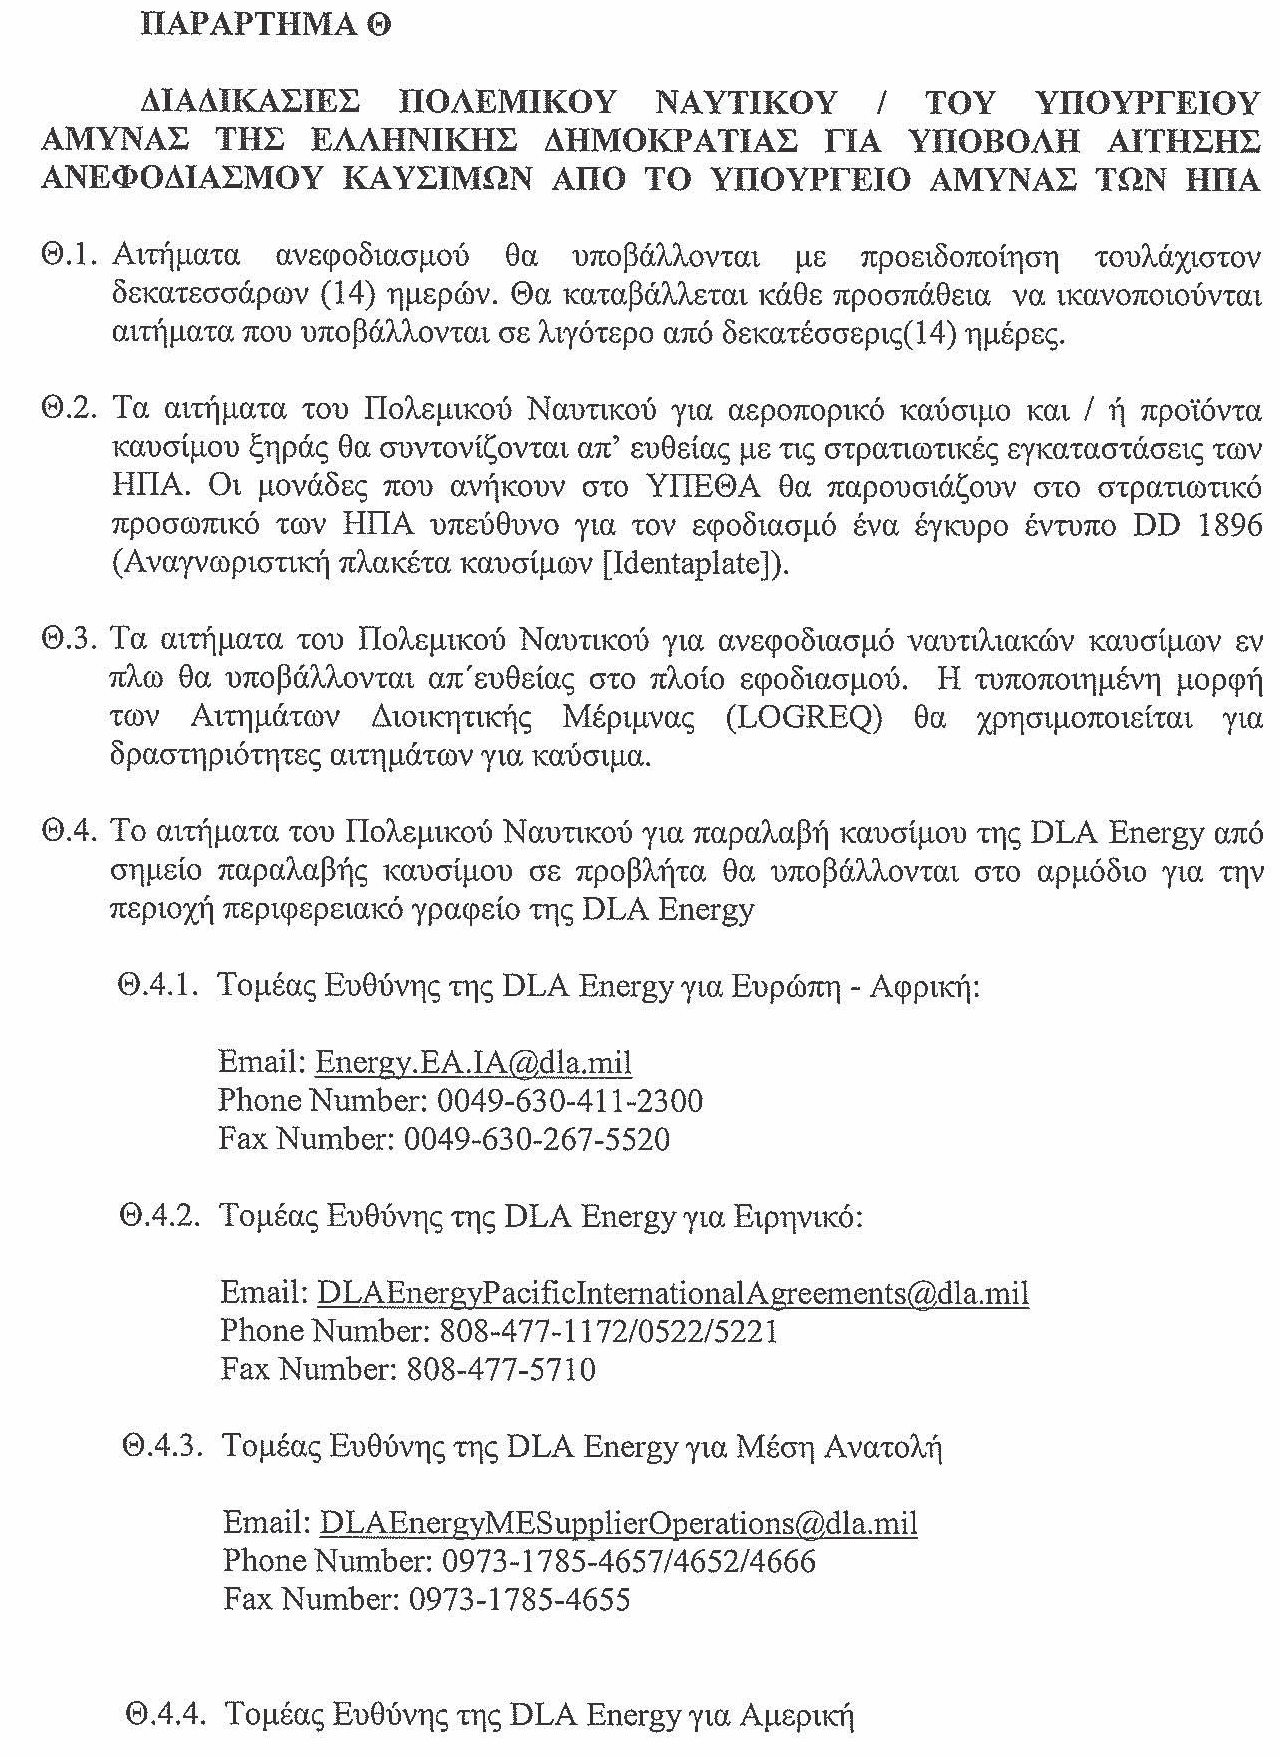 ΠΑΡΑΡΤΗΜΑ Θ
ΔΙΑΔΙΚΑΣΙΕΣ ΠΟΛΕΜΙΚΟΥ ΝΑΥΤΙΚΟΥ / ΤΟΥ ΥΠΟΥΡΓΕΙΟΥ
ΑΜΥΝΑΣ ΤΗΣ ΕΛΛΗΝΙΚΗΣ ΔΗΜΟΚΡΑΤΙΑΣ ΓΙΑ ΥΠΟΒΟΛΗ ΑΙΤΗΣΗΣ
ΑΝΕΦΟΔΙΑΣΜΟΥ ΚΑΥΣΙΜΩΝ ΑΠΟ ΤΟ ΥΠΟΥΡΓΕΙΟ ΑΜΥΝΑΣ ΤΩΝ ΗΠΑ
Θ.1. Αιτήματα ανεφοδιασμού θα υποβάλλονται με προειδοποίηση τουλάχιστον
δεκατεσσάρων (14) ημερών. Θα καταβάλλεται κάθε προσπάθεια να ικανοποιούνται
αιτήματα που υποβάλλονται σε λιγότερο από δεκατέσσερις(14) ημέρες.
Θ.2. Τα αιτήματα του Πολεμικού Ναυτικού για αεροπορικό καύσιμο και / ή προϊόντα
καυσίμου ξηράς θα συντονίζονται απ’ ευθείας με τις στρατιωτικές εγκαταστάσεις των
ΗΠΑ. Οι μονάδες που ανήκουν στο ΥΠΕΘΑ θα παρουσιάζουν στο στρατιωτικό
προσωπικό των ΗΠΑ υπεύθυνο για τον εφοδιασμό ένα έγκυρο έντυπο DD 1896
(Αναγνωριστική πλακέτα καυσίμων [Identaplate]).
Θ.3. Τα αιτήματα του Πολεμικού Ναυτικού για ανεφοδιασμό ναυτιλιακών καυσίμων εν
πλω θα υποβάλλονται απ΄ευθείας στο πλοίο εφοδιασμού. Η τυποποιημένη μορφή
των Αιτημάτων Διοικητικής Μέριμνας (LOGREQ) θα χρησιμοποιείται για
δραστηριότητες αιτημάτων για καύσιμα.
Θ.4. Το αιτήματα του Πολεμικού Ναυτικού για παραλαβή καυσίμου της DLA Energy από
σημείο παραλαβής καυσίμου σε προβλήτα θα υποβάλλονται στο αρμόδιο για την
περιοχή περιφερειακό γραφείο της DLA Energy
Θ.4.1. Τομέας Ευθύνης της DLA Energy για Ευρώπη - Αφρική:
Email: Energy.EA.IA@dla.mil
Phone Number: 0049-630-411-2300
Fax Number: 0049-630-267-5520
Θ.4.2. Τομέας Ευθύνης της DLA Energy για Ειρηνικό:
Email: DLAEnergyPacificInternationalAgreements@dla.mil
Phone Number: 808-477-1172/0522/5221
Fax Number: 808-477-5710
Θ.4.3. Τομέας Ευθύνης της DLA Energy για Μέση Ανατολή
Email: DLAEnergyMESupplierOperations@dla.mil
Phone Number: 0973-1785-4657/4652/4666
Fax Number: 0973-1785-4655
Θ.4.4. Τομέας Ευθύνης της DLA Energy για Αμερική